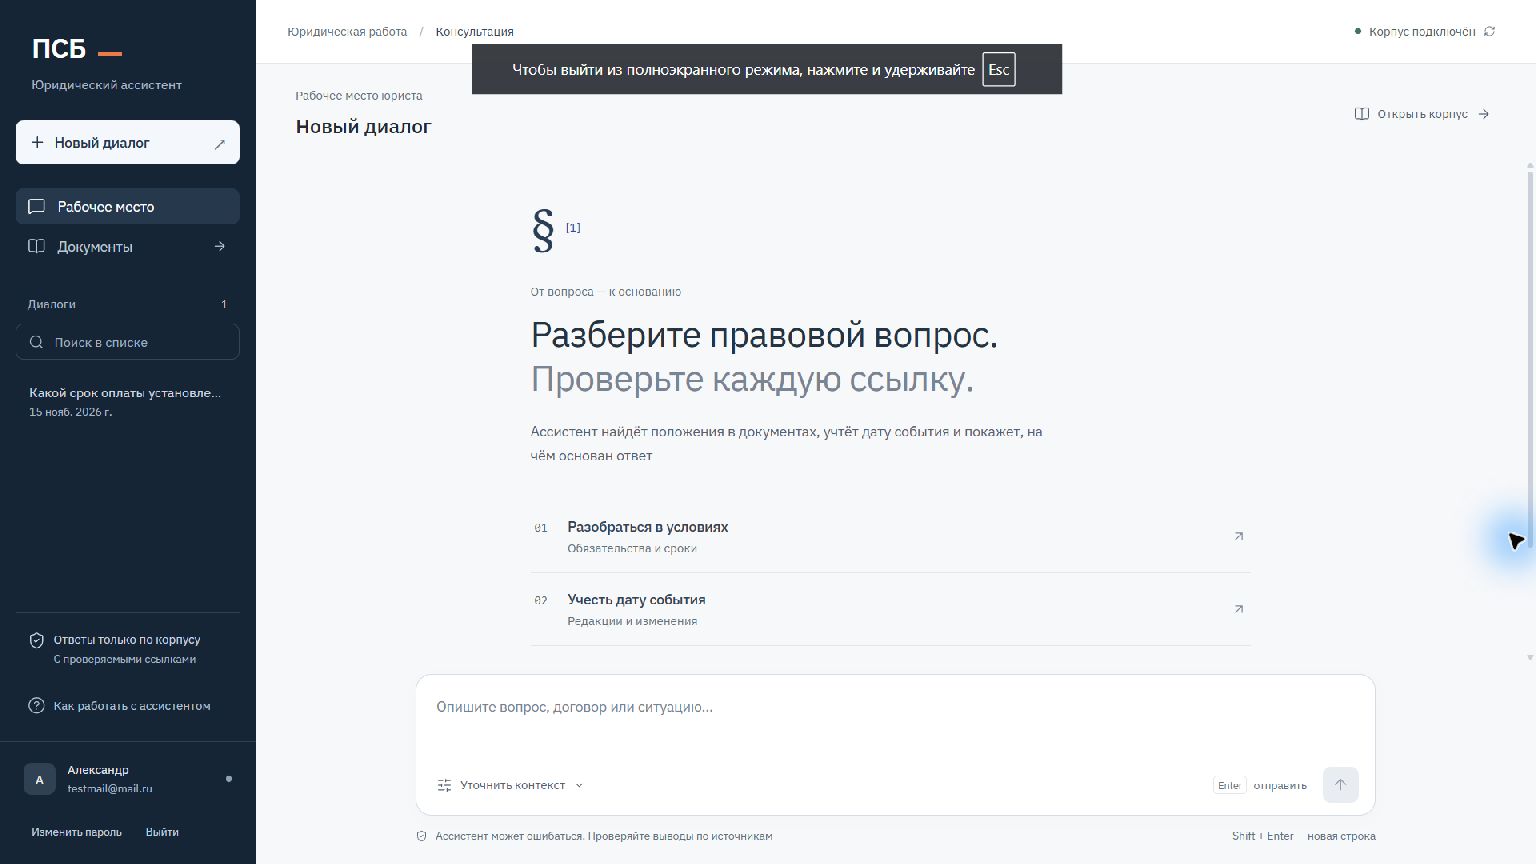 ПСБ
Юридический ассистент
Новый диалог
Рабочее место
Документы
Диалоги 1
Поиск в списке
Какой срок оплаты установле...
15 нояб. 2026 г.
Ответы только по корпусу
С проверяемыми ссылками
Как работать с ассистентом
А Александр
testmail@mail.ru
Изменить пароль Выйти
Юридическая работа / Консультация
Корпус подключён
Чтобы выйти из полноэкранного режима, нажмите и удерживайте Esc
Рабочее место юриста
Новый диалог
Открыть корпус
§ [1]
От вопроса — к основанию
Разберите правовой вопрос.
Проверьте каждую ссылку.
Ассистент найдёт положения в документах, учтёт дату события и покажет, на
чём основан ответ
01 Разобраться в условиях
Обязательства и сроки
02 Учесть дату события
Редакции и изменения
Опишите вопрос, договор или ситуацию...
Уточнить контекст
Enter отправить
Ассистент может ошибаться. Проверяйте выводы по источникам
Shift + Enter — новая строка